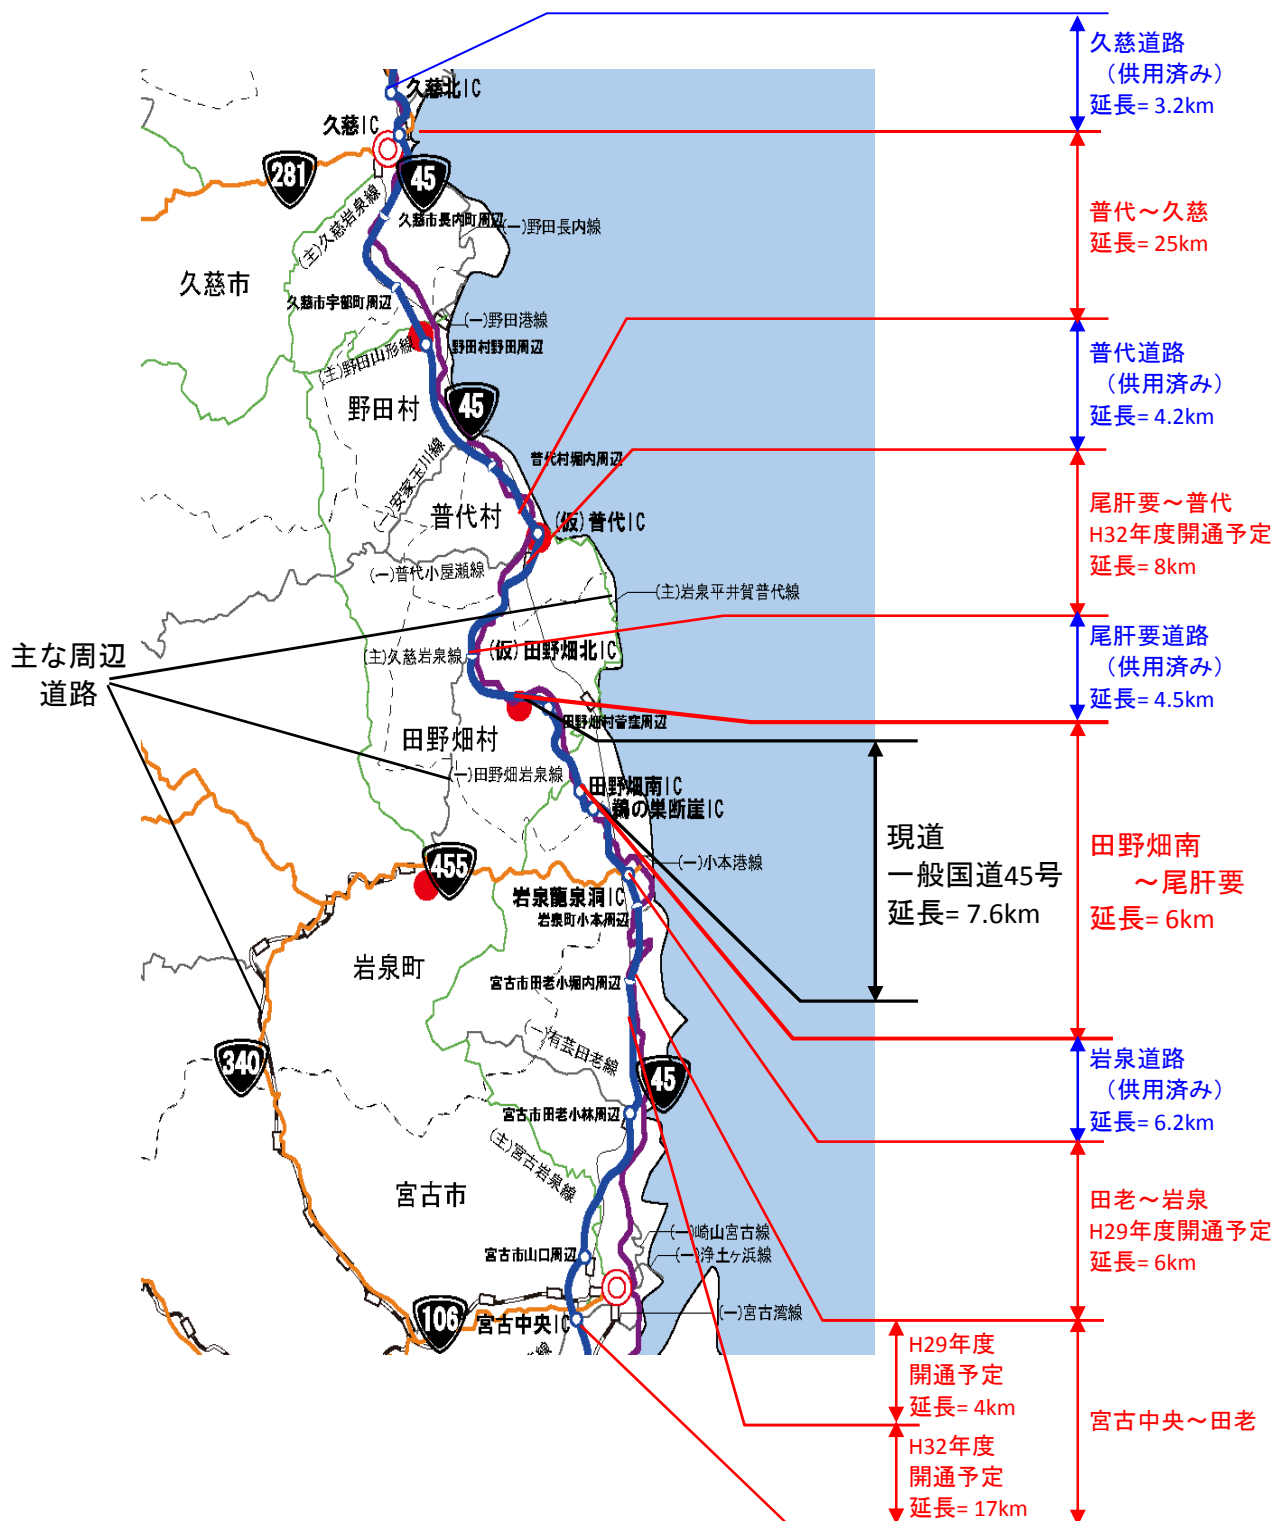 久慈道路
（供用済み）
延長= 3.2km
久慈北IC
久慈IC
281
45
(主)久慈岩泉線
久慈市長内町周辺
(一)野田長内線
普代～久慈
延長= 25km
久慈市
久慈市宇部町周辺
(一)野田港線
(主)野田山形線
野田村野田周辺
普代道路
（供用済み）
延長= 4.2km
野田村
45
(一)安家玉川線
普代村堀内周辺
普代村
(仮)普代IC
尾肝要～普代
H32年度開通予定
延長= 8km
(一)普代小屋瀬線
(主)岩泉平井賀普代線
主な周辺
道路
(主)久慈岩泉線
(仮)田野畑北IC
尾肝要道路
（供用済み）
延長= 4.5km
田野畑村菅窪周辺
田野畑村
(一)田野畑岩泉線
田野畑南IC
鵜の巣断崖IC
現道
一般国道45号
延長= 7.6km
田野畑南
～尾肝要
延長= 6km
455
(一)小本港線
岩泉龍泉洞IC
岩泉町小本周辺
岩泉町
宮古市田老小堀内周辺
(一)有芸田老線
340
45
岩泉道路
（供用済み）
延長= 6.2km
宮古市田老小林周辺
(主)宮古岩泉線
宮古市
田老～岩泉
H29年度開通予定
延長= 6km
(一)崎山宮古線
宮古市山口周辺
(一)浄土ヶ浜線
106
宮古中央IC
(一)宮古湾線
H29年度
開通予定
延長= 4km
宮古中央～田老
H32年度
開通予定
延長= 17km